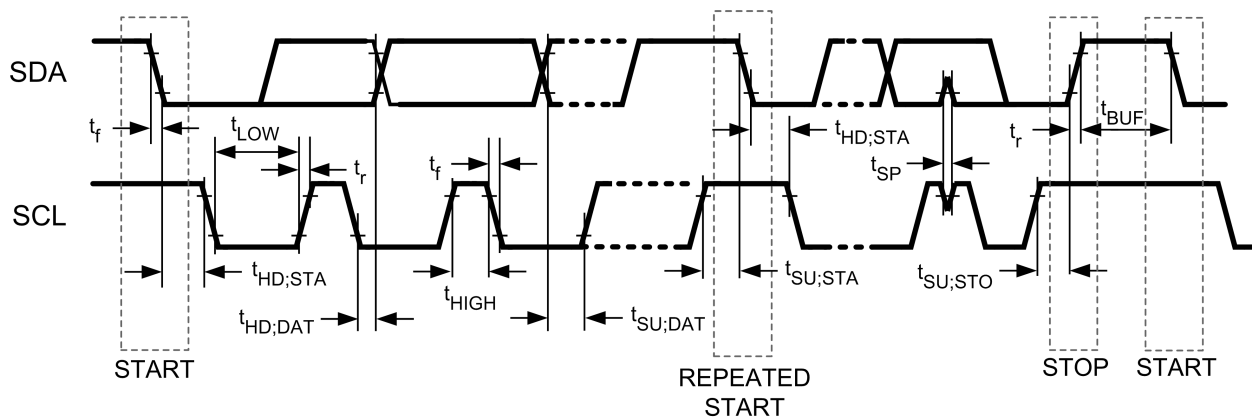 SDA
t_f
t_LOW
t_r
t_f
t_HD;STA
t_SP
t_r
t_BUF
SCL
t_HD;STA
t_HD;DAT
t_HIGH
t_SU;DAT
t_SU;STA
t_SU;STO
START
REPEATED
START
STOP
START